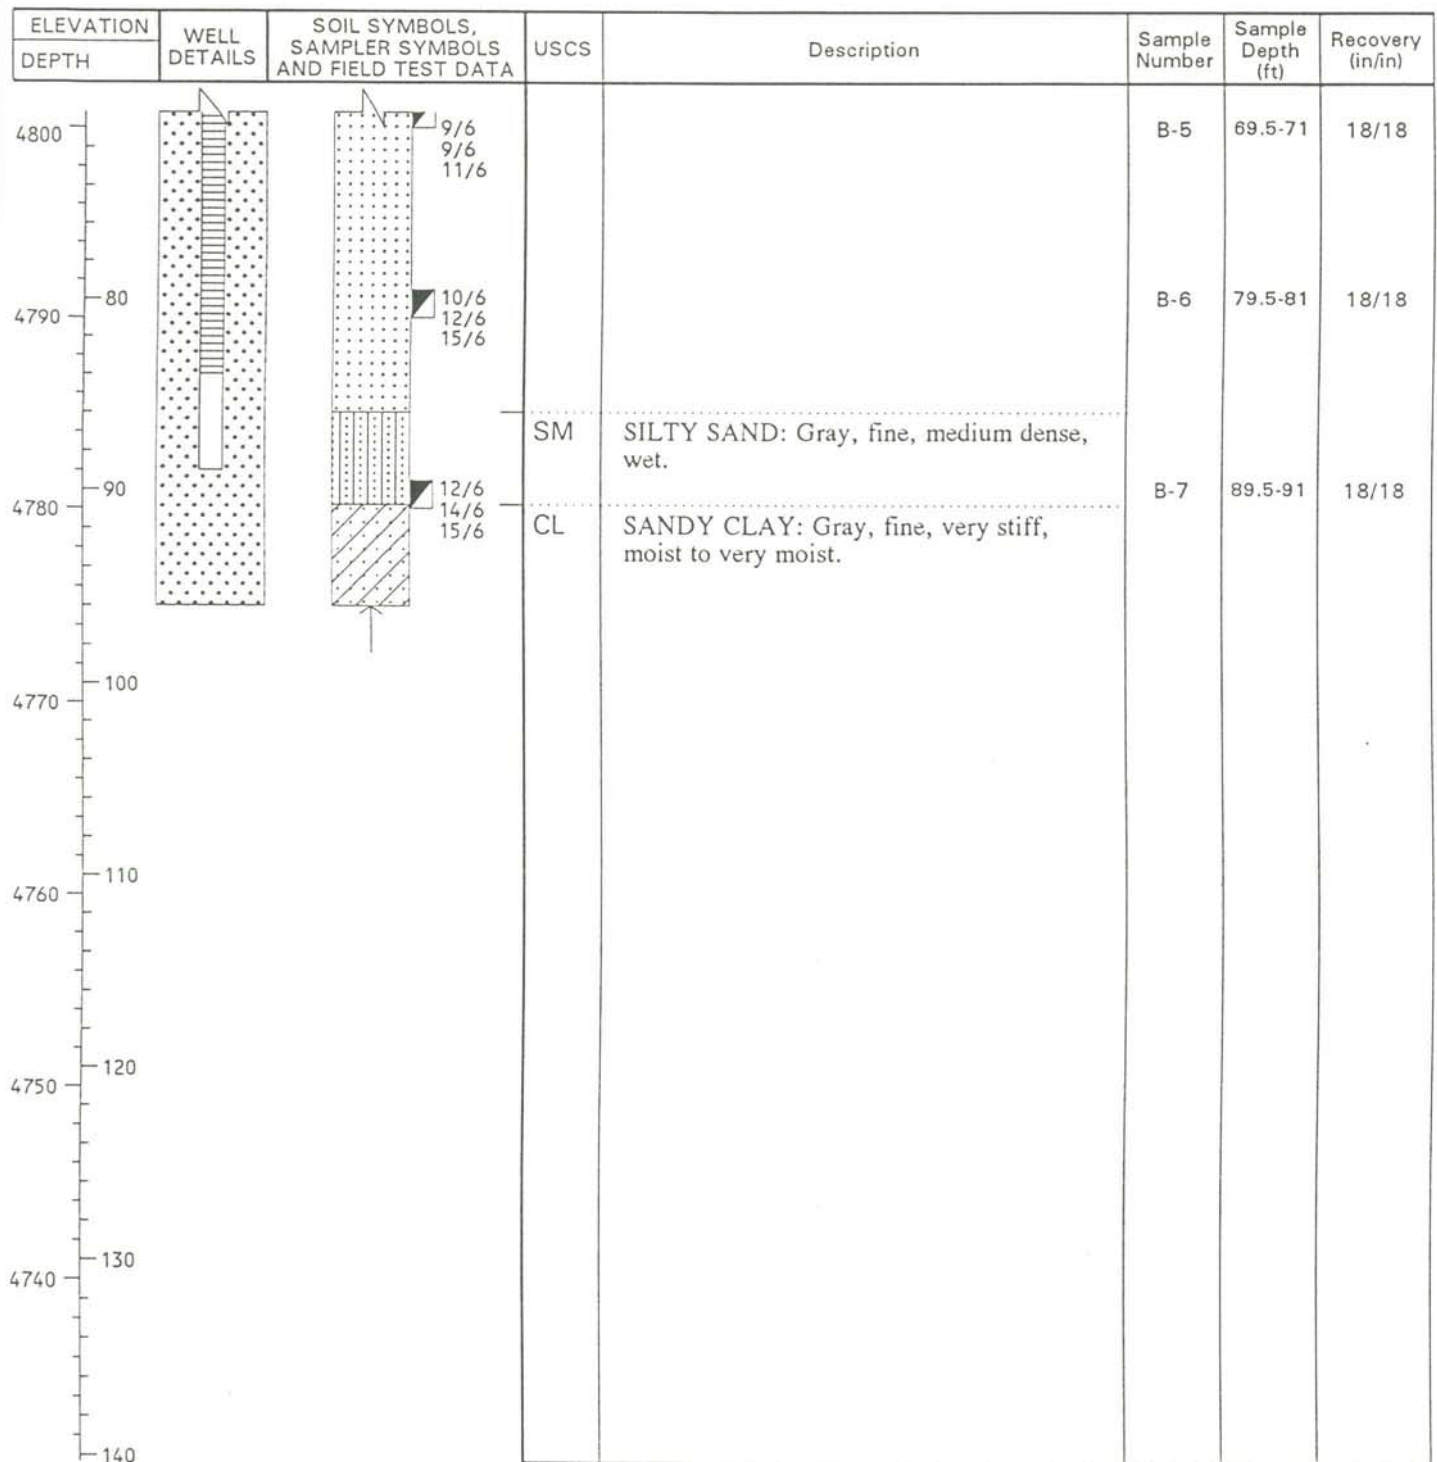 ELEVATION
DEPTH
WELL
DETAILS
SOIL SYMBOLS,
SAMPLER SYMBOLS
AND FIELD TEST DATA
USCS
Description
Sample
Number
Sample
Depth
(ft)
Recovery
(in/in)
4800
9/6
9/6
11/6
B-5 69.5-71 18/18
80
4790
10/6
12/6
15/6
B-6 79.5-81 18/18
SM SILTY SAND: Gray, fine, medium dense,
wet.
90
4780
12/6
14/6
15/6
B-7 89.5-91 18/18
CL SANDY CLAY: Gray, fine, very stiff,
moist to very moist.
100
4770
110
4760
120
4750
130
4740
140